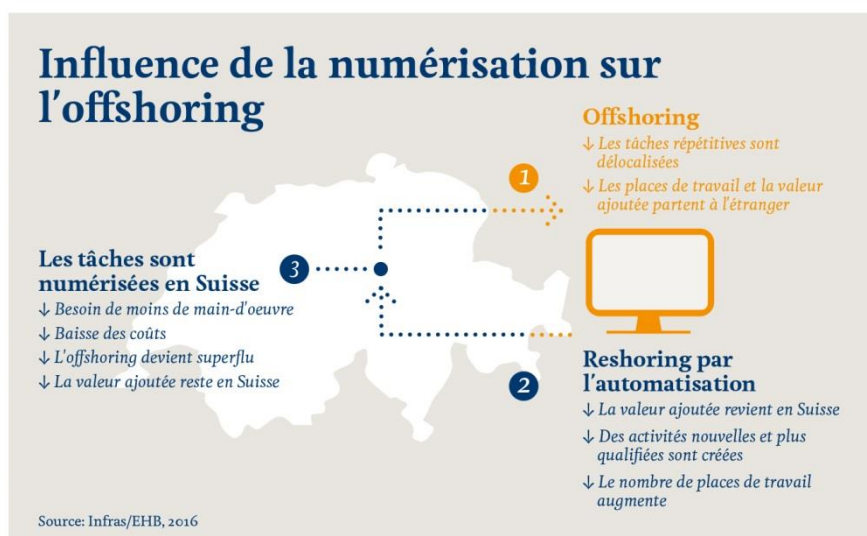 Influence de la numérisation sur
l'offshoring
Offshoring
↓ Les tâches répétitives sont
délocalisées
↓ Les places de travail et la valeur
ajoutée partent à l'étranger
1
Les tâches sont
numérisées en Suisse
3
↓ Besoin de moins de main-d'oeuvre
↓ Baisse des coûts
↓ L'offshoring devient superflu
↓ La valeur ajoutée reste en Suisse
2
Reshoring par
l'automatisation
↓ La valeur ajoutée revient en Suisse
↓ Des activités nouvelles et plus
qualifiées sont créées
↓ Le nombre de places de travail
augmente
Source: Infras/EHB, 2016